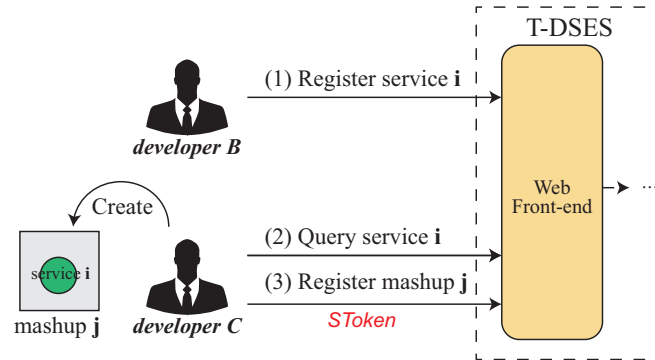 T-DSES
(1) Register service i
developer B
Create
Web
Front-end
...
(2) Query service i
service i
(3) Register mashup j
mashup j
developer C
SToken